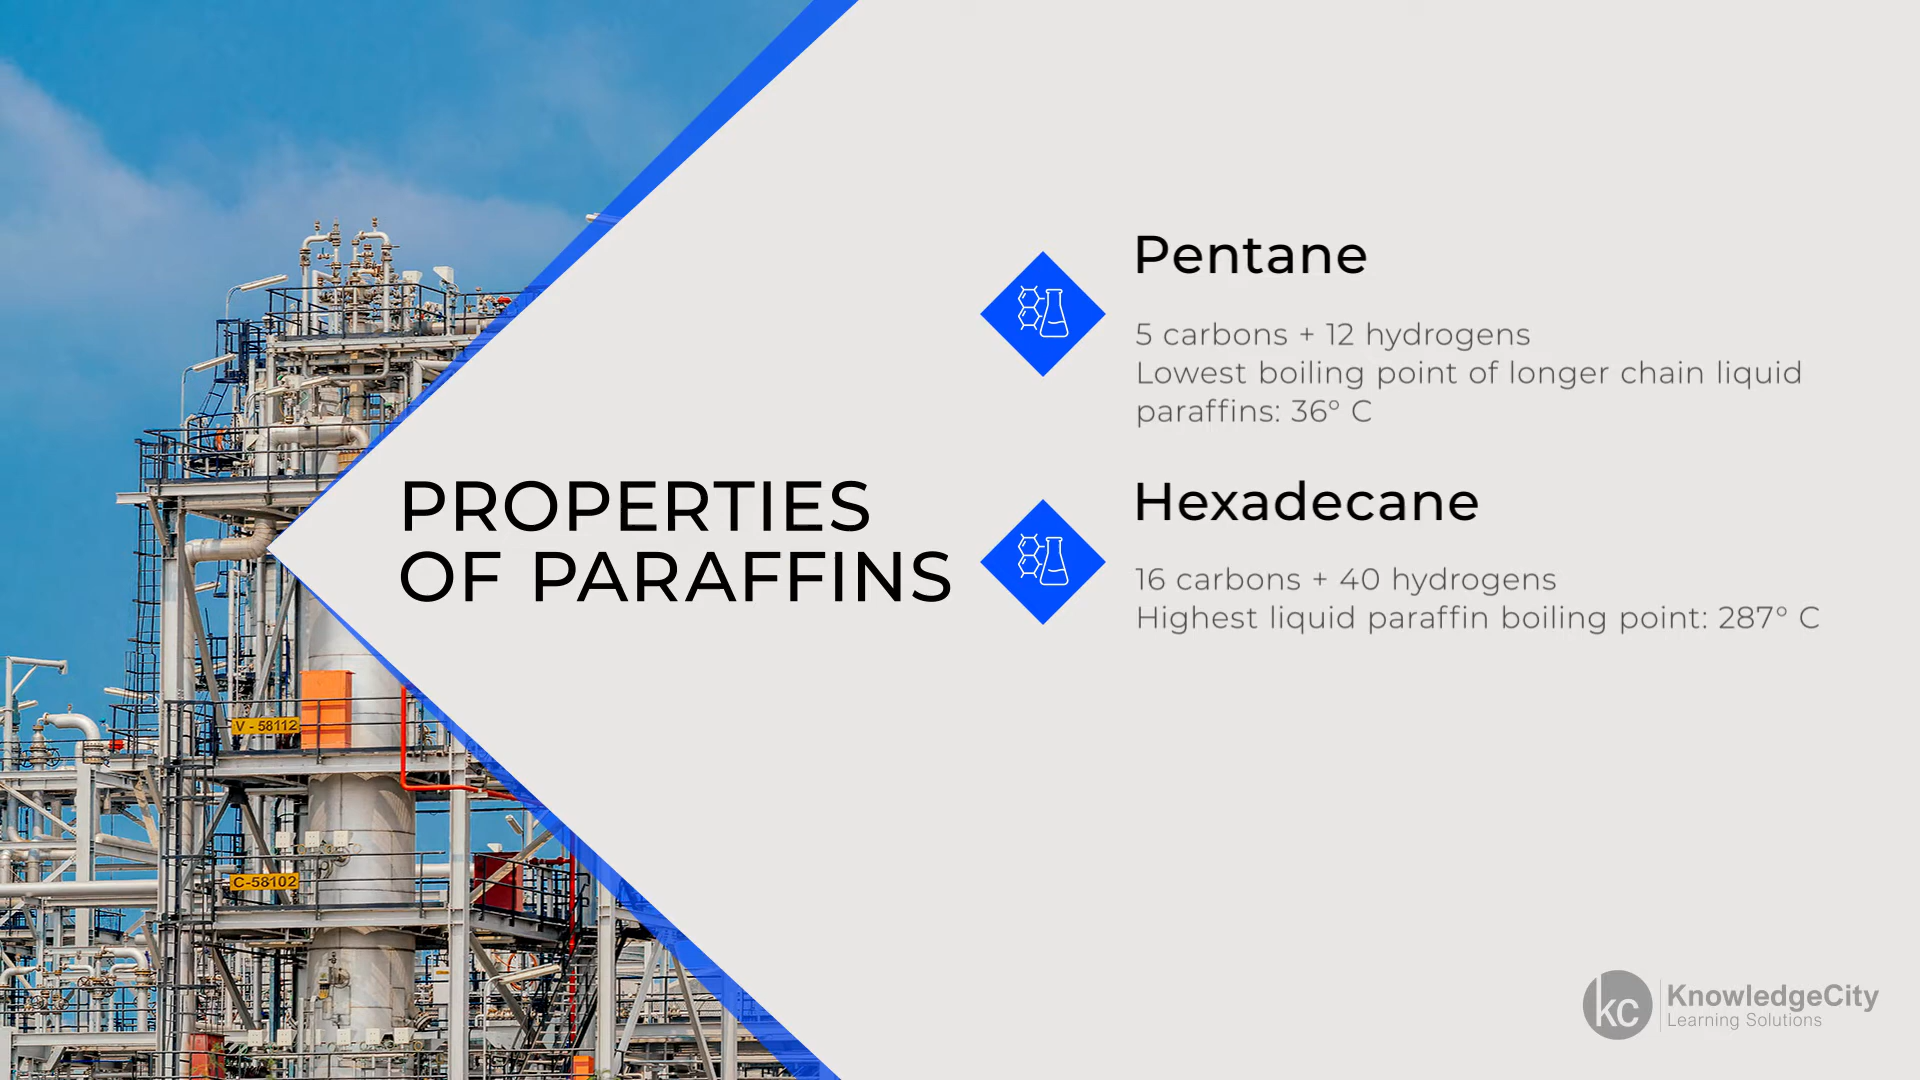 PROPERTIES
OF PARAFFINS
Pentane
5 carbons + 12 hydrogens
Lowest boiling point of longer chain liquid
paraffins: 36° C
Hexadecane
16 carbons + 40 hydrogens
Highest liquid paraffin boiling point: 287° C
V - 58112
C-58102
kc
KnowledgeCity
Learning Solutions